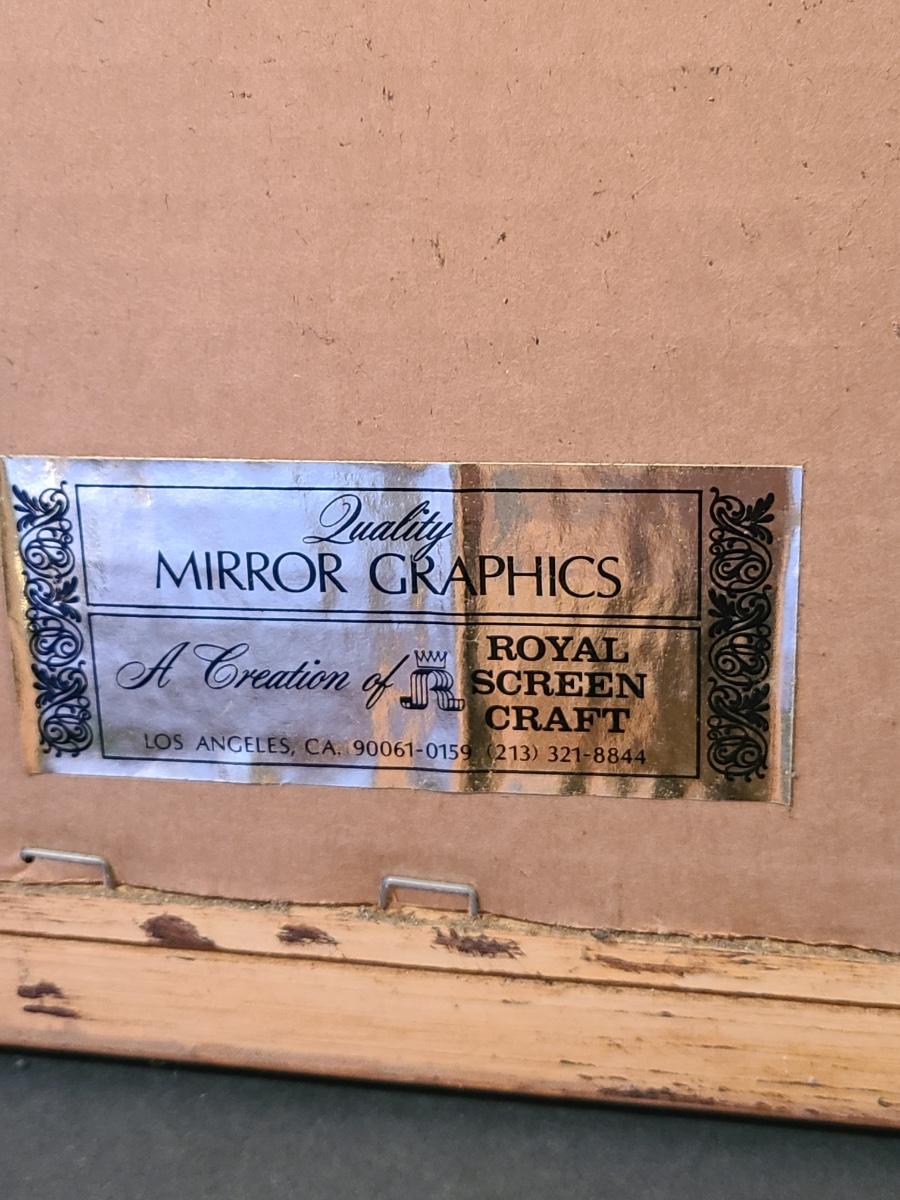 Quality
MIRROR GRAPHICS
A Creation of R ROYAL
SCREEN
CRAFT
LOS ANGELES, CA. 90061-0159 (213) 321-8844